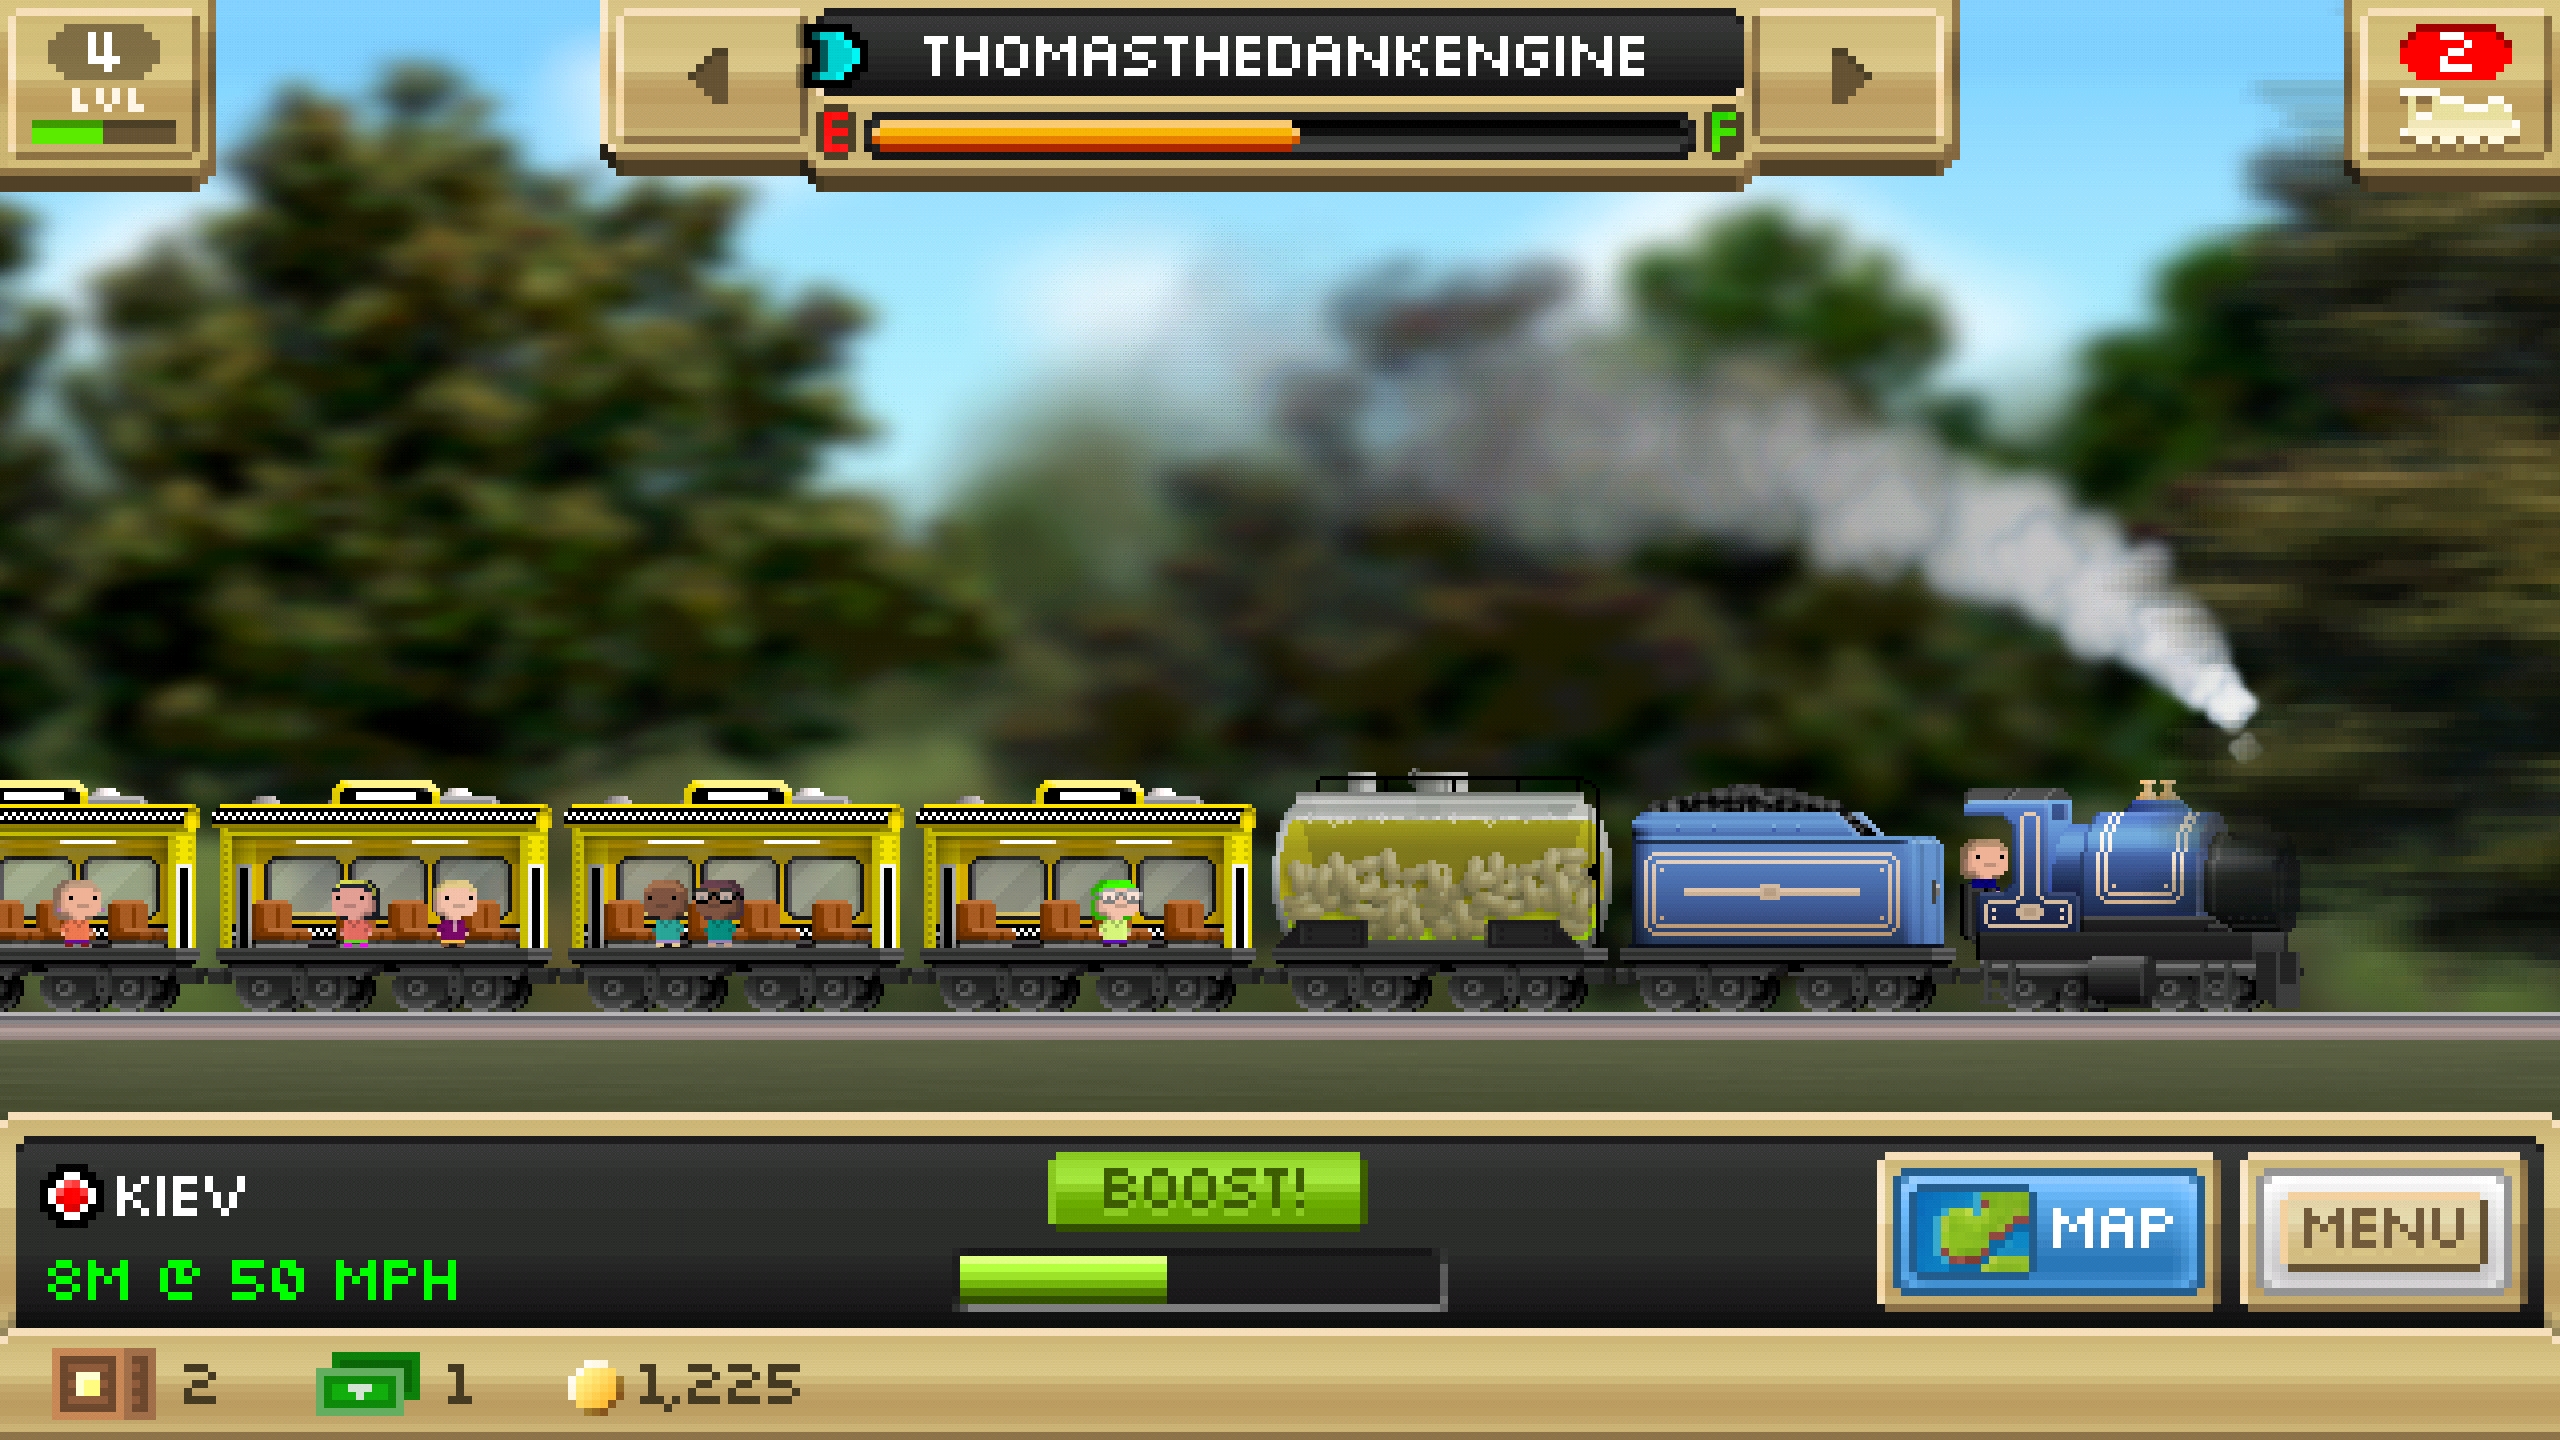 4
LVL
THOMASTHEDANKENGINE
E
F
2
KIEV
8M @ 50 MPH
BOOST!
MAP
MENU
2
1
1,225